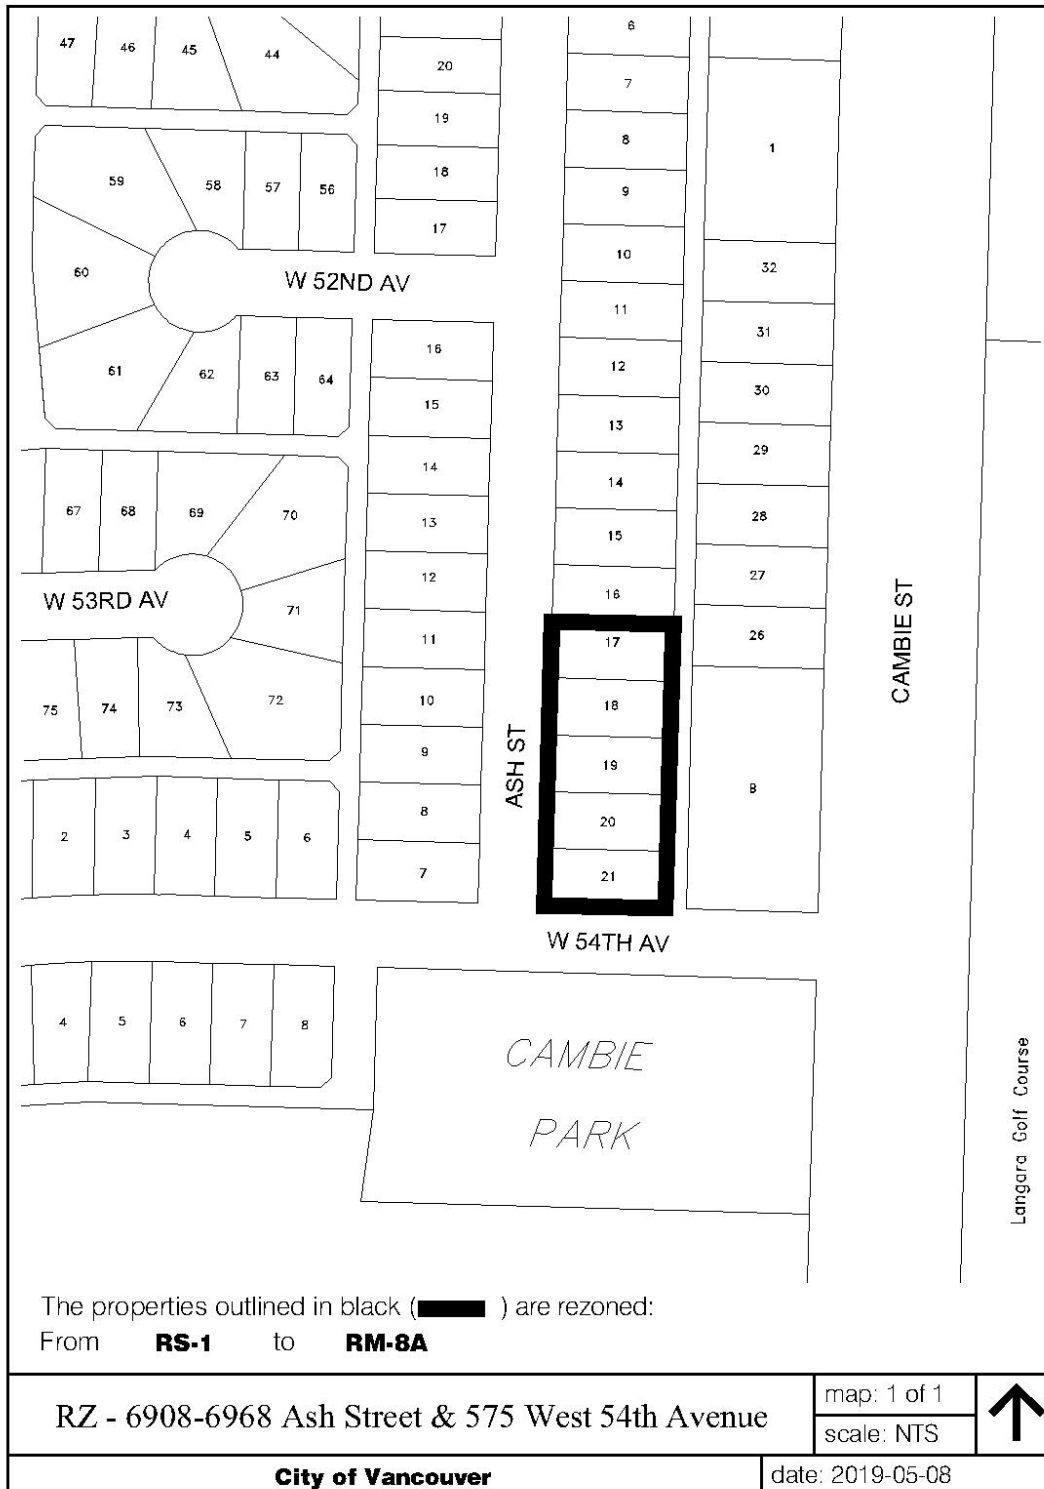 6
47 46 45 44
20
7
19
8
1
18
59 58 57 56
9
17
10
32
60
W 52ND AV
11
31
16
12
61 62 63 64
30
15
13
29
14
14
67 68 69 70
28
13
15
27
12
16
W 53RD AV
71
26
11
17
CAMBIE ST
10
18
75 74 73 72
9
ASH ST
19
B
8
20
2 3 4 5 6
7
21
W 54TH AV
4 5 6 7 8
CAMBIE
PARK
Langara Golf Course
The properties outlined in black ( ) are rezoned:
From RS-1 to RM-8A
RZ - 6908-6968 Ash Street & 575 West 54th Avenue
map: 1 of 1
scale: NTS
City of Vancouver
date: 2019-05-08